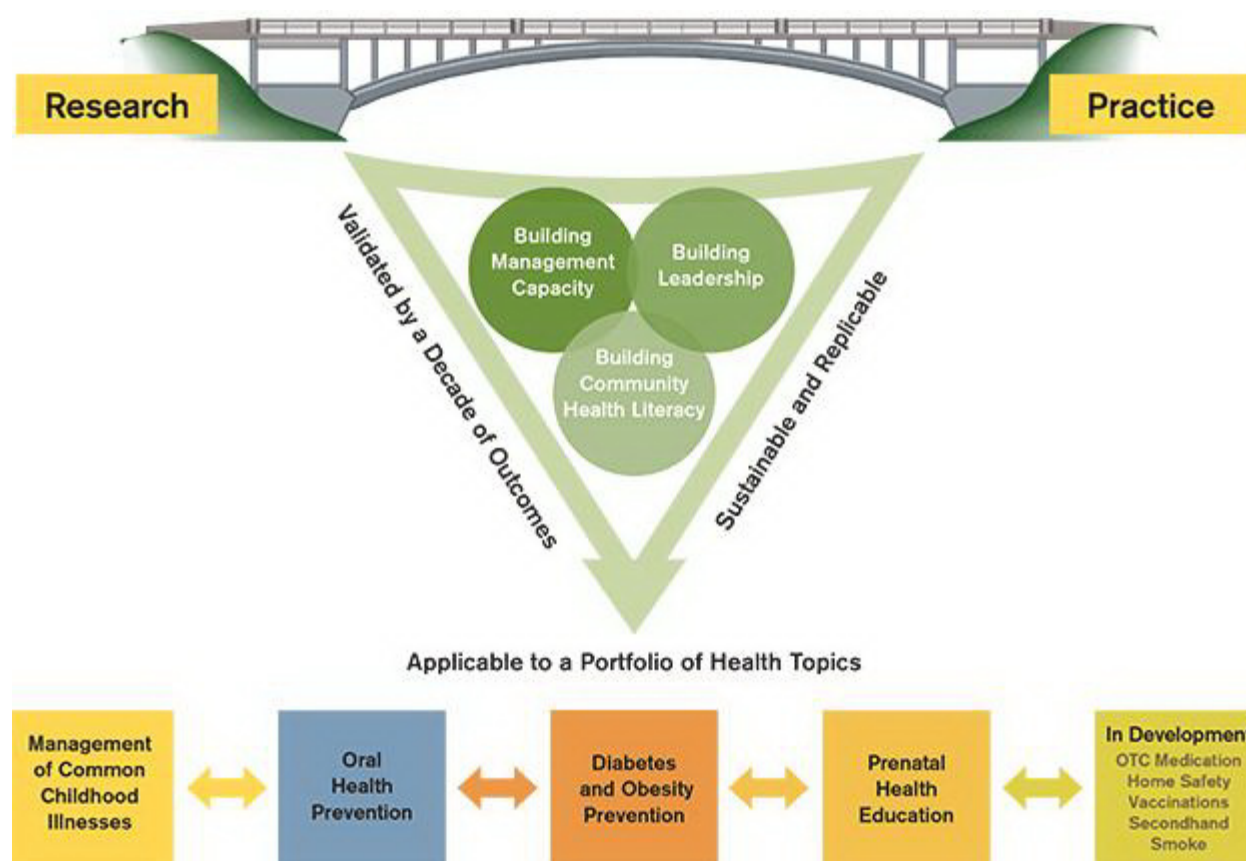 Research
Practice
Building
Management
Capacity
Building
Leadership
Building
Community
Health Literacy
Validated by a Decade of Outcomes
Sustainable and Replicable
Applicable to a Portfolio of Health Topics
Management
of Common
Childhood
Illnesses
Oral
Health
Prevention
Diabetes
and Obesity
Prevention
Prenatal
Health
Education
In Development
OTC Medication
Home Safety
Vaccinations
Secondhand
Smoke